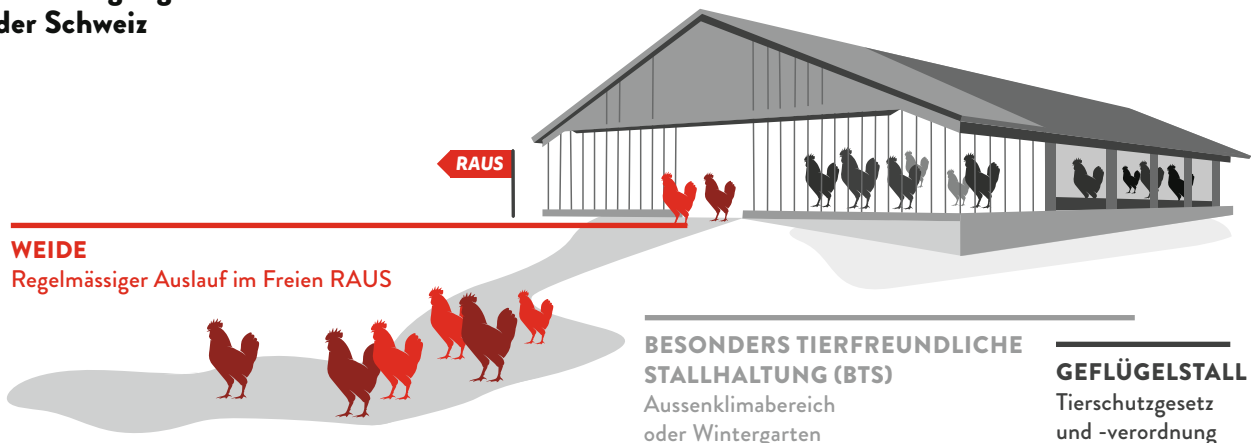 der Schweiz
RAUS
WEIDE
Regelmässiger Auslauf im Freien RAUS
BESONDERS TIERFREUNDLICHE
STALLHALTUNG (BTS)
Aussenklimabereich
oder Wintergarten
GEFLÜGELSTALL
Tierschutzgesetz
und -verordnung